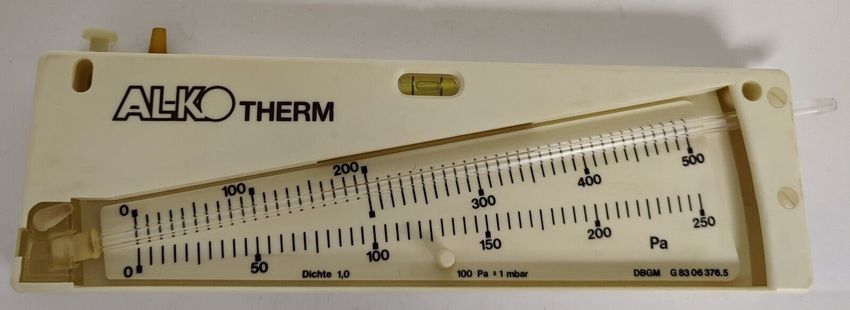 AL-KO THERM
0 100 200 300 400 500
0 50 100 150 200 250
Pa
Dichte 1,0 100 Pa ≙ 1 mbar DBGM G 83 06 376.5